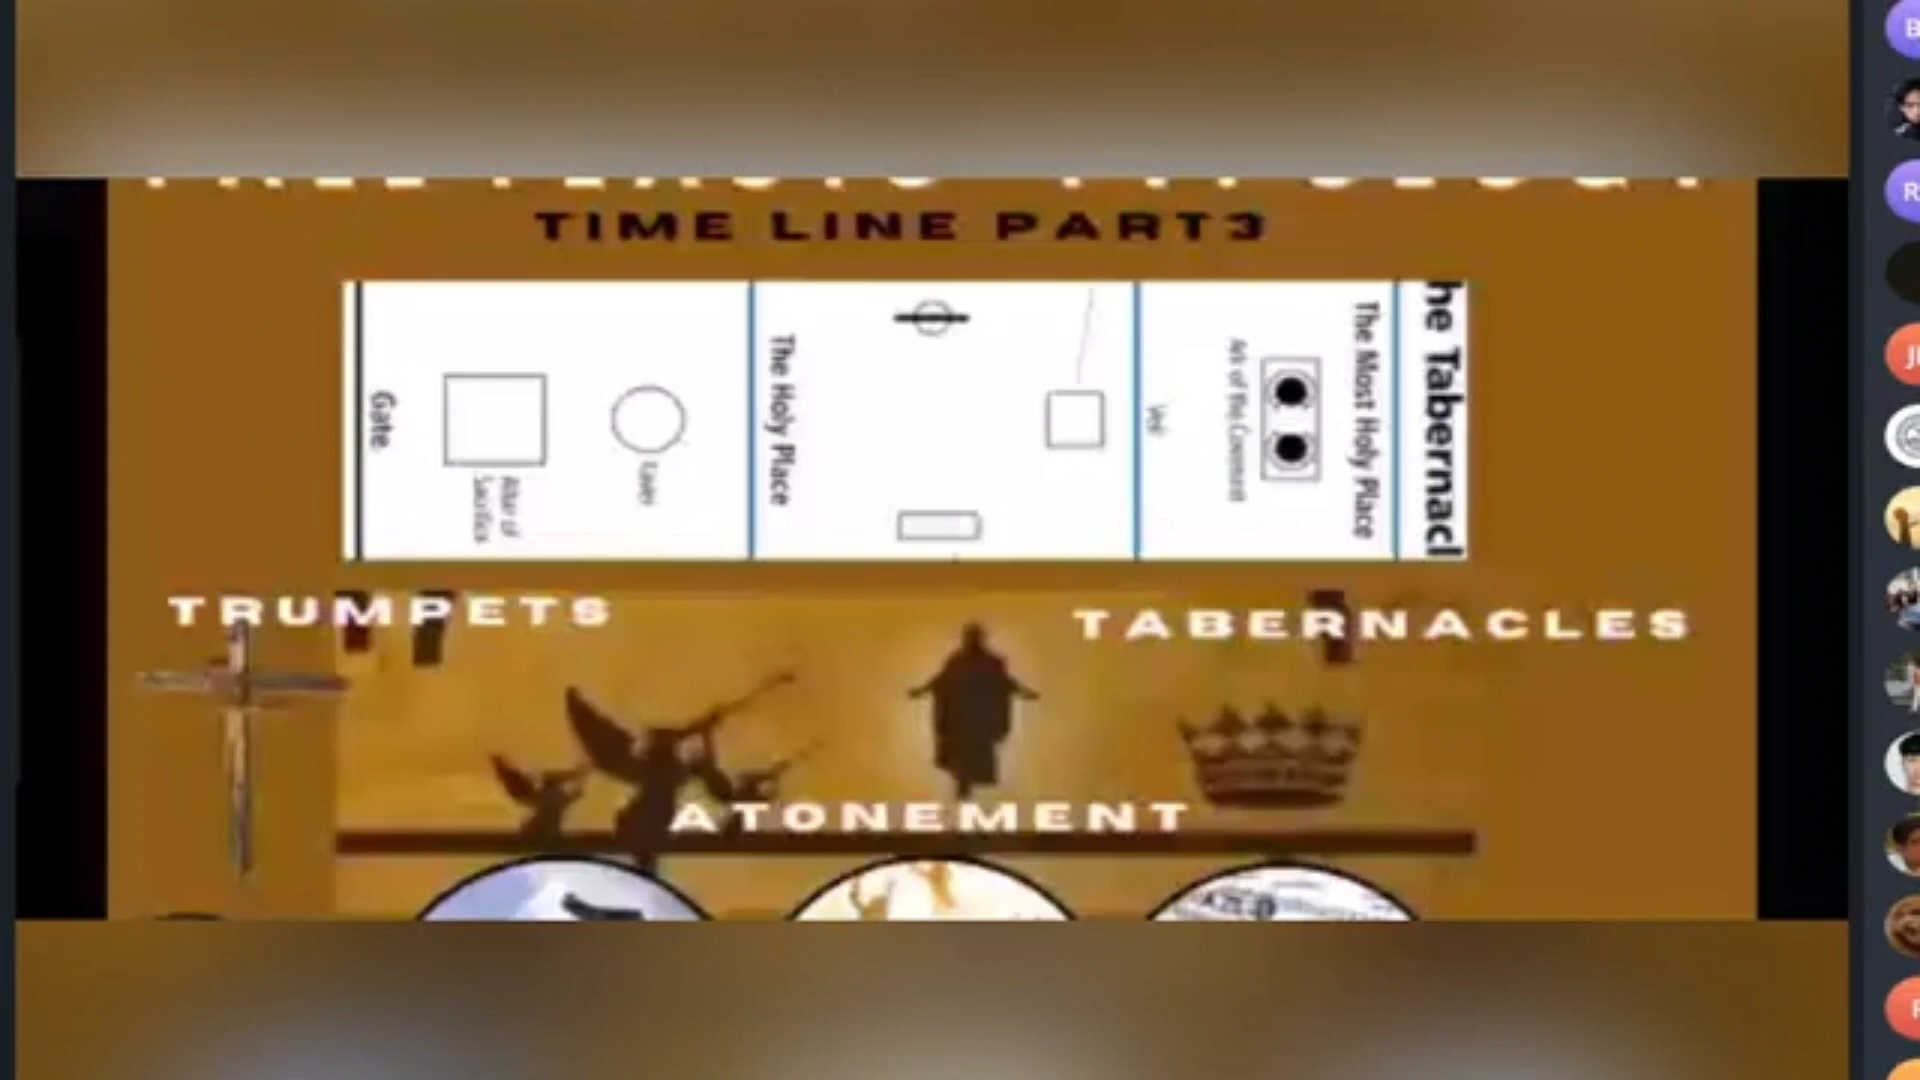 TIME LINE PART3
Gate
Altar of
Sacrifice
Laver
The Holy Place
Veil
Ark of the Covenant
The Most Holy Place
he Tabernacl
TRUMPETS
TABERNACLES
ATONEMENT
B
R